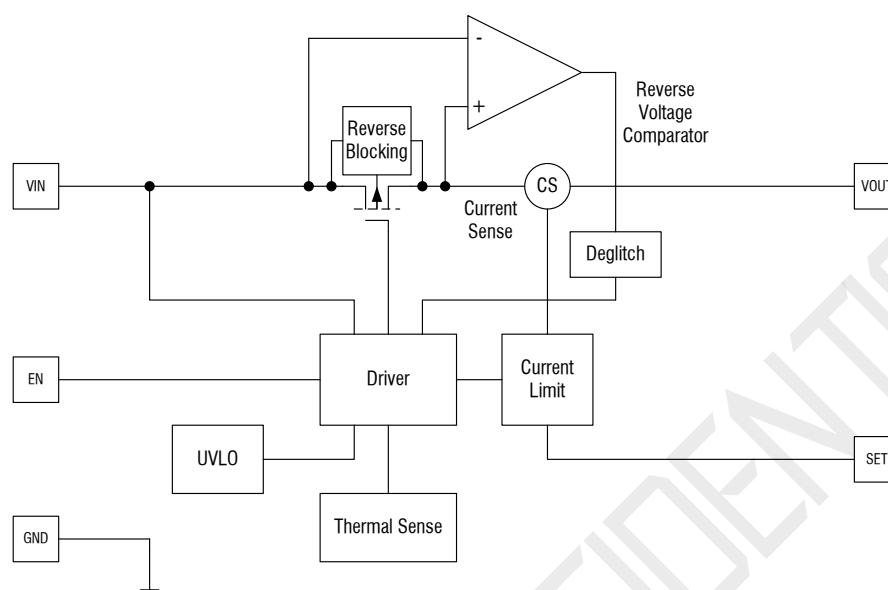 -
Reverse
Voltage
Comparator
+
Reverse
Blocking
VIN
CS
VOUT
Current
Sense
Deglitch
EN
Driver
Current
Limit
UVLO
SET
Thermal Sense
GND